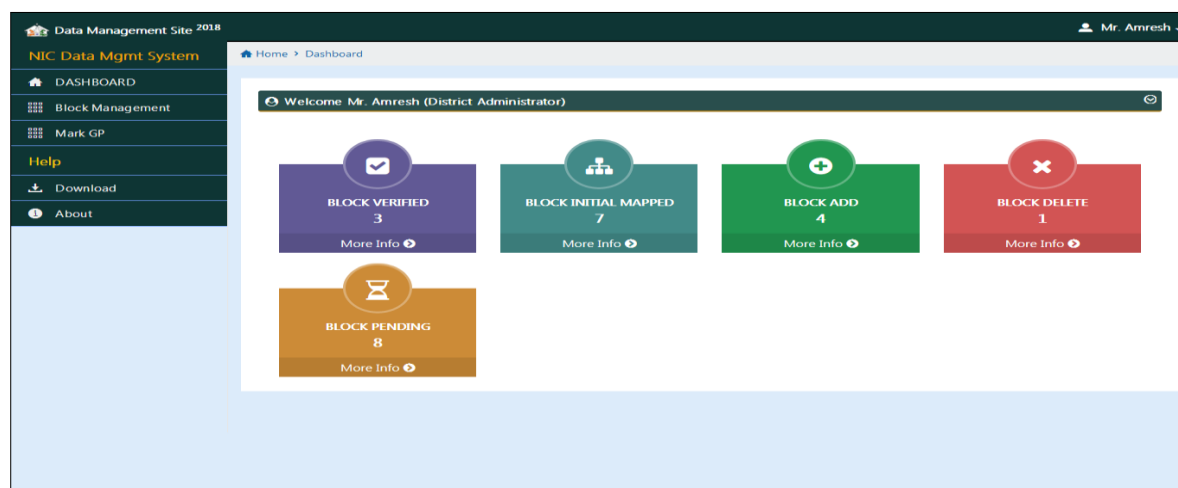 Data Management Site 2018
Mr. Amresh
NIC Data Mgmt System
Home > Dashboard
DASHBOARD
Block Management
Mark GP
Help
Download
About
Welcome Mr. Amresh (District Administrator)
BLOCK VERIFIED
3
More Info
BLOCK INITIAL MAPPED
7
More Info
BLOCK ADD
4
More Info
BLOCK DELETE
1
More Info
BLOCK PENDING
8
More Info